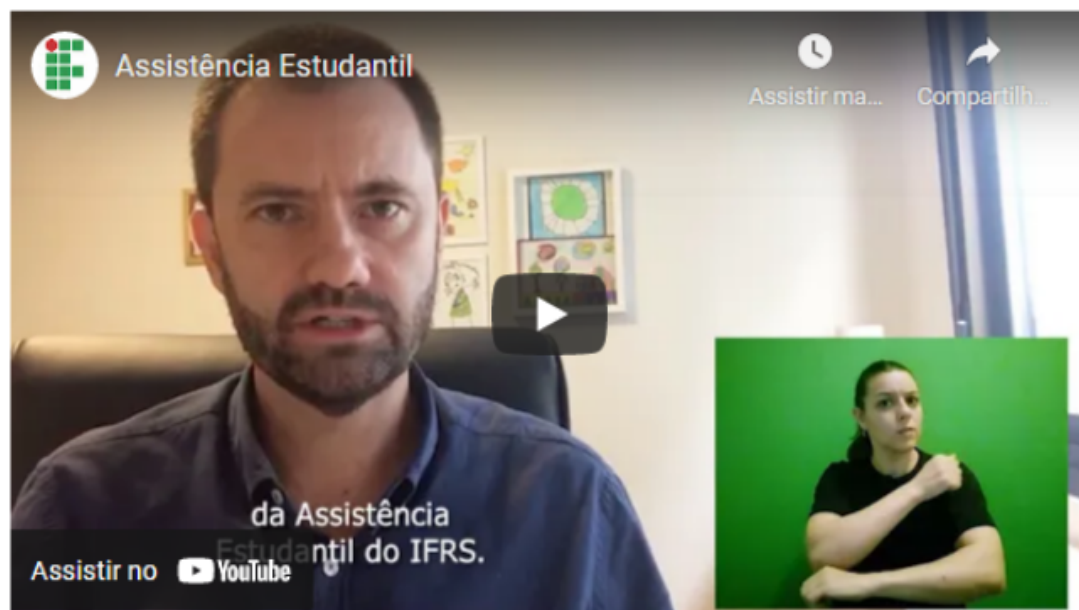 Assistência Estudantil
Assistir ma...
Compartilh...
da Assistência
Estudantil do IFRS.
Assistir no YouTube